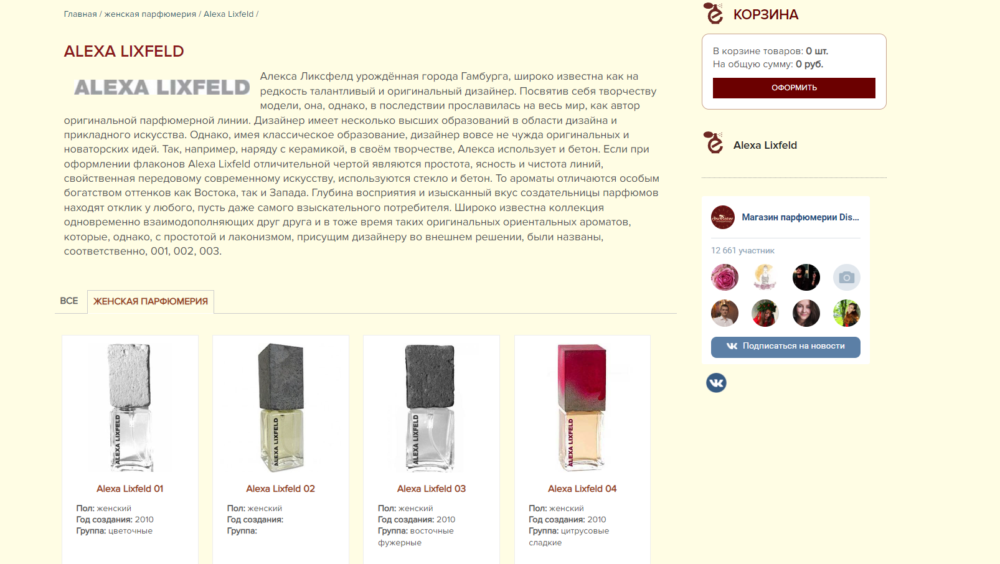 Главная / женская парфюмерия / Alexa Lixfeld /
ALEXA LIXFELD
ALEXA LIXFELD
Алекса Ликсфелд урождённая города Гамбурга, широко известна как на
редкость талантливый и оригинальный дизайнер. Посвятив себя творчеству
модели, она, однако, в последствии прославилась на весь мир, как автор
оригинальной парфюмерной линии. Дизайнер имеет несколько высших образований в области дизайна и
прикладного искусства. Однако, имея классическое образование, дизайнер вовсе не чужда оригинальных и
новаторских идей. Так, например, наряду с керамикой, в своём творчестве, Алекса использует и бетон. Если при
оформлении флаконов Alexa Lixfeld отличительной чертой являются простота, ясность и чистота линий,
свойственная передовому современному искусству, используются стекло и бетон. То ароматы отличаются особым
богатством оттенков как Востока, так и Запада. Глубина восприятия и изысканный вкус создательницы парфюмов
находят отклик у любого, пусть даже самого взыскательного потребителя. Широко известна коллекция
одновременно взаимодополняющих друг друга и в тоже время таких оригинальных ориентальных ароматов,
которые, однако, с простотой и лаконизмом, присущим дизайнеру во внешнем решении, были названы,
соответственно, 001, 002, 003.
ВСЕ
ЖЕНСКАЯ ПАРФЮМЕРИЯ
ALEXA LIXFELD
Alexa Lixfeld 01
Пол: женский
Год создания: 2010
Группа: цветочные
ALEXA LIXFELD
Alexa Lixfeld 02
Пол: женский
Год создания:
Группа:
ALEXA LIXFELD
Alexa Lixfeld 03
Пол: женский
Год создания: 2010
Группа: восточные
фужерные
ALEXA LIXFELD
Alexa Lixfeld 04
Пол: женский
Год создания: 2010
Группа: цитрусовые
сладкие
КОРЗИНА
В корзине товаров: 0 шт.
На общую сумму: 0 руб.
ОФОРМИТЬ
Alexa Lixfeld
Магазин парфюмерии Dis...
12 661 участник
Подписаться на новости